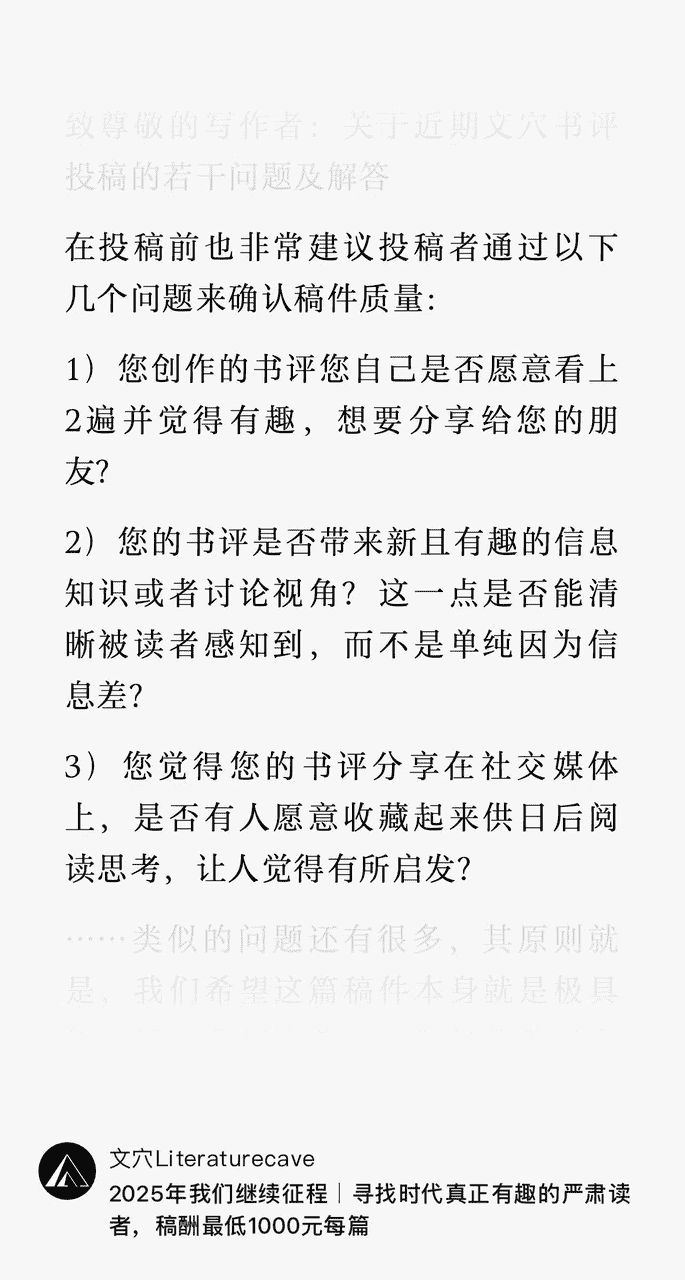 致尊敬的写作者：关于近期文穴书评
投稿的若干问题及解答
在投稿前也非常建议投稿者通过以下
几个问题来确认稿件质量：
1）您创作的书评您自己是否愿意看上
2遍并觉得有趣，想要分享给您的朋
友？
2）您的书评是否带来新且有趣的信息
知识或者讨论视角？这一点是否能清
晰被读者感知到，而不是单纯因为信
息差？
3）您觉得您的书评分享在社交媒体
上，是否有人愿意收藏起来供日后阅
读思考，让人觉得有所启发？
……类似的问题还有很多，其原则就
是，我们希望这篇稿件本身就是极具
文穴Literaturecave
2025年我们继续征程｜寻找时代真正有趣的严肃读
者，稿酬最低1000元每篇